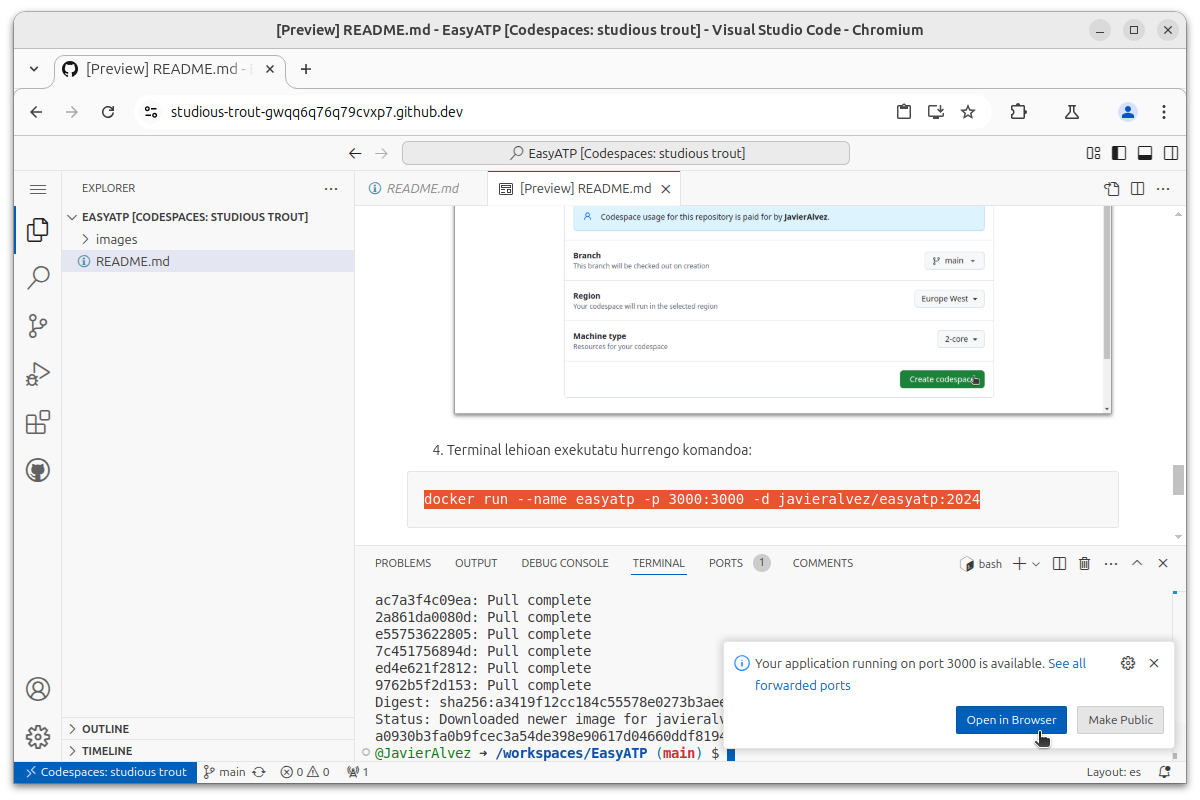 [Preview] README.md - EasyATP [Codespaces: studious trout] - Visual Studio Code - Chromium
[Preview] README.md -
studious-trout-gwqq6q76q79cvxp7.github.dev
EasyATP [Codespaces: studious trout]
EXPLORER
README.md
[Preview] README.md
EASYATP [CODESPACES: STUDIOUS TROUT]
images
README.md
Codespace usage for this repository is paid for by JavierAlvez.
Branch
This branch will be checked out on creation
main
Region
Your codespace will run in the selected region
Europe West
Machine type
Resources for your codespace
2-core
Create codespace
4. Terminal lehioan exekutatu hurrengo komandoa:
docker run --name easyatp -p 3000:3000 -d javieralvez/easyatp:2024
PROBLEMS OUTPUT DEBUG CONSOLE TERMINAL PORTS 1 COMMENTS
bash
ac7a3f4c09ea: Pull complete
2a861da0080d: Pull complete
e55753622805: Pull complete
7c451756894d: Pull complete
ed4e621f2812: Pull complete
9762b5f2d153: Pull complete
Digest: sha256:a3419f12cc184c55578e0273b3aee
Status: Downloaded newer image for javieralv
a0930b3fa0b9fcec3a54de398e90617d04660ddf8194
@JavierAlvez ➜ /workspaces/EasyATP (main) $
Your application running on port 3000 is available. See all
forwarded ports
Open in Browser
Make Public
OUTLINE
TIMELINE
Codespaces: studious trout
main
0 0
1
Layout: es